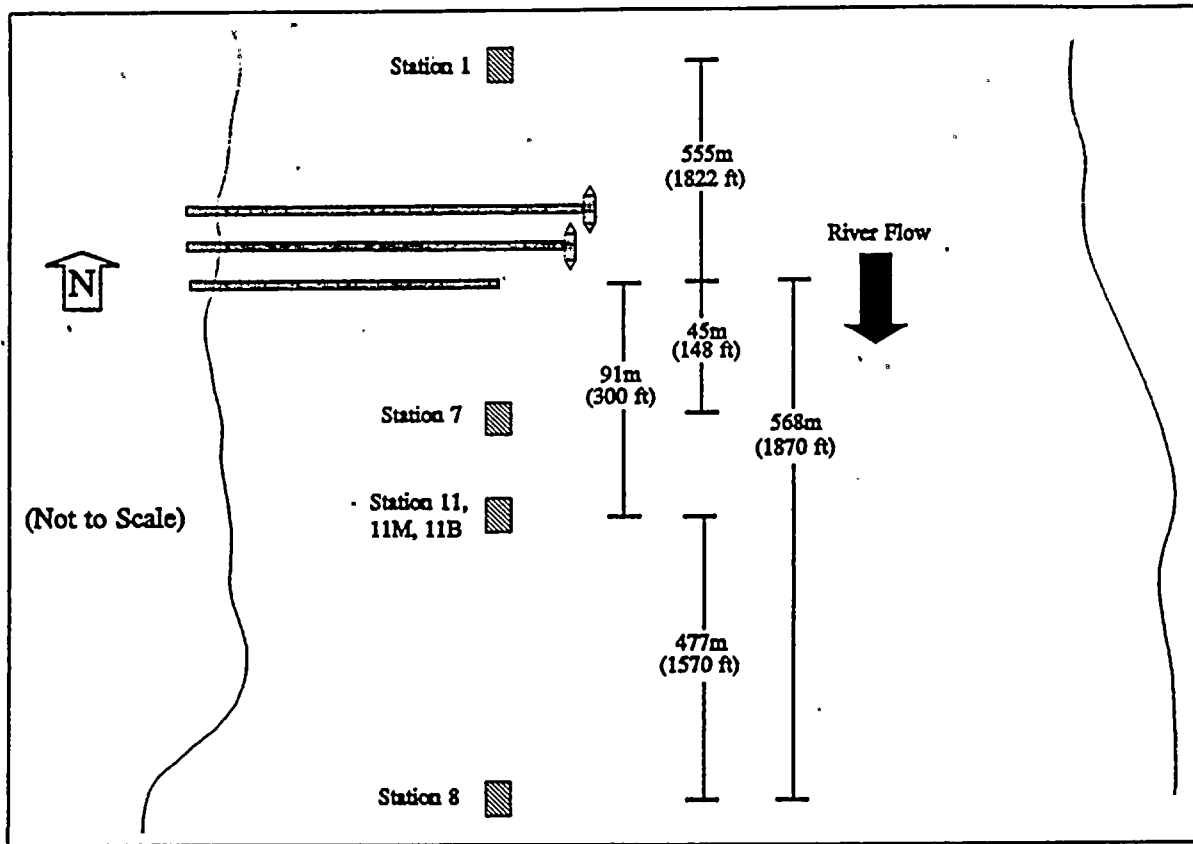 Station 1
555m
(1822 ft)
River Flow
N
45m
(148 ft)
91m
(300 ft)
568m
(1870 ft)
Station 7
Station 11,
11M, 11B
(Not to Scale)
477m
(1570 ft)
Station 8